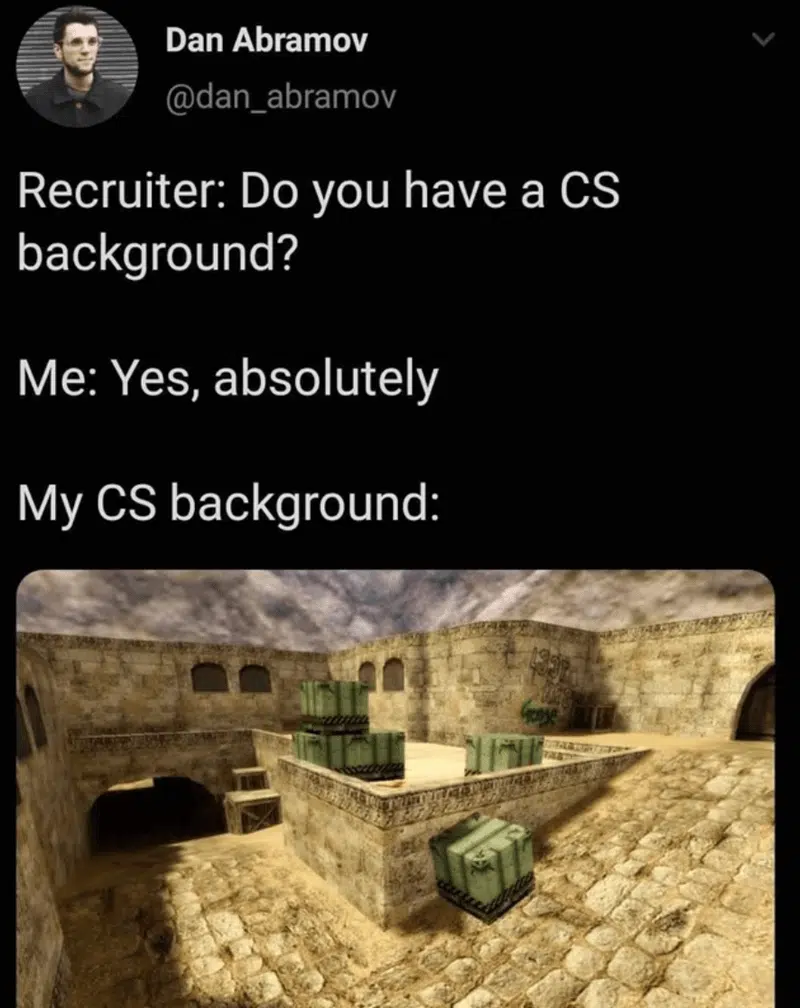 Dan Abramov
@dan_abramov
Recruiter: Do you have a CS
background?
Me: Yes, absolutely
My CS background: